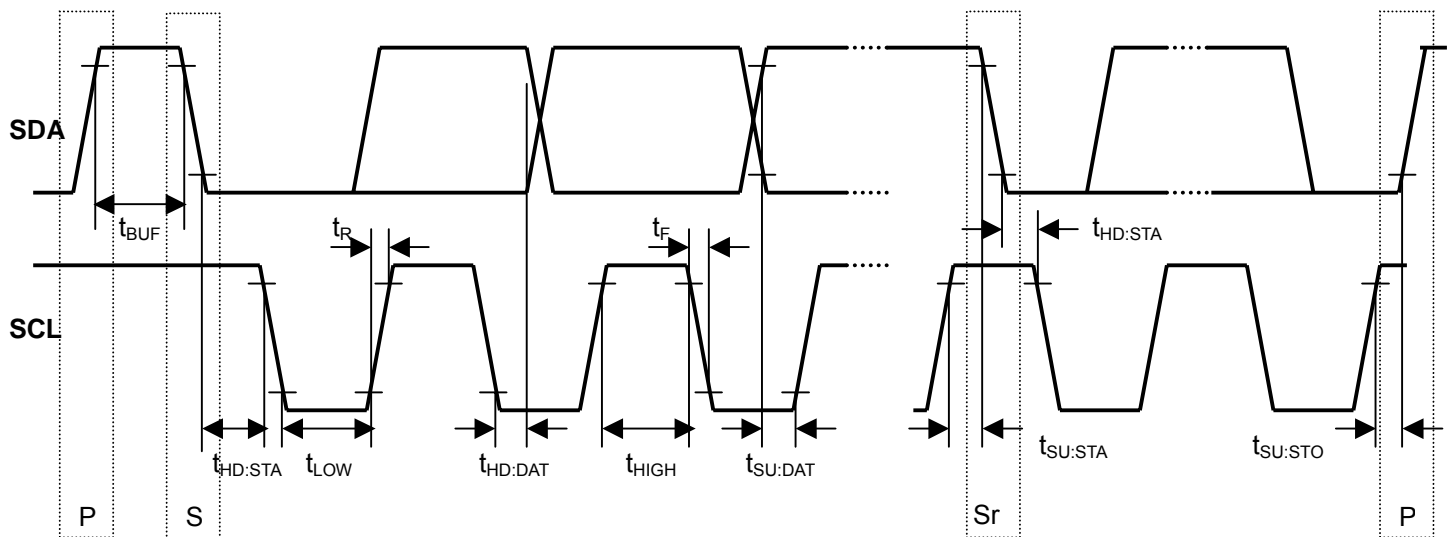 SDA
t_BUF t_R t_F t_HD:STA
SCL
t_HD:STA t_LOW t_HD:DAT t_HIGH t_SU:DAT t_SU:STA t_SU:STO
P S Sr P